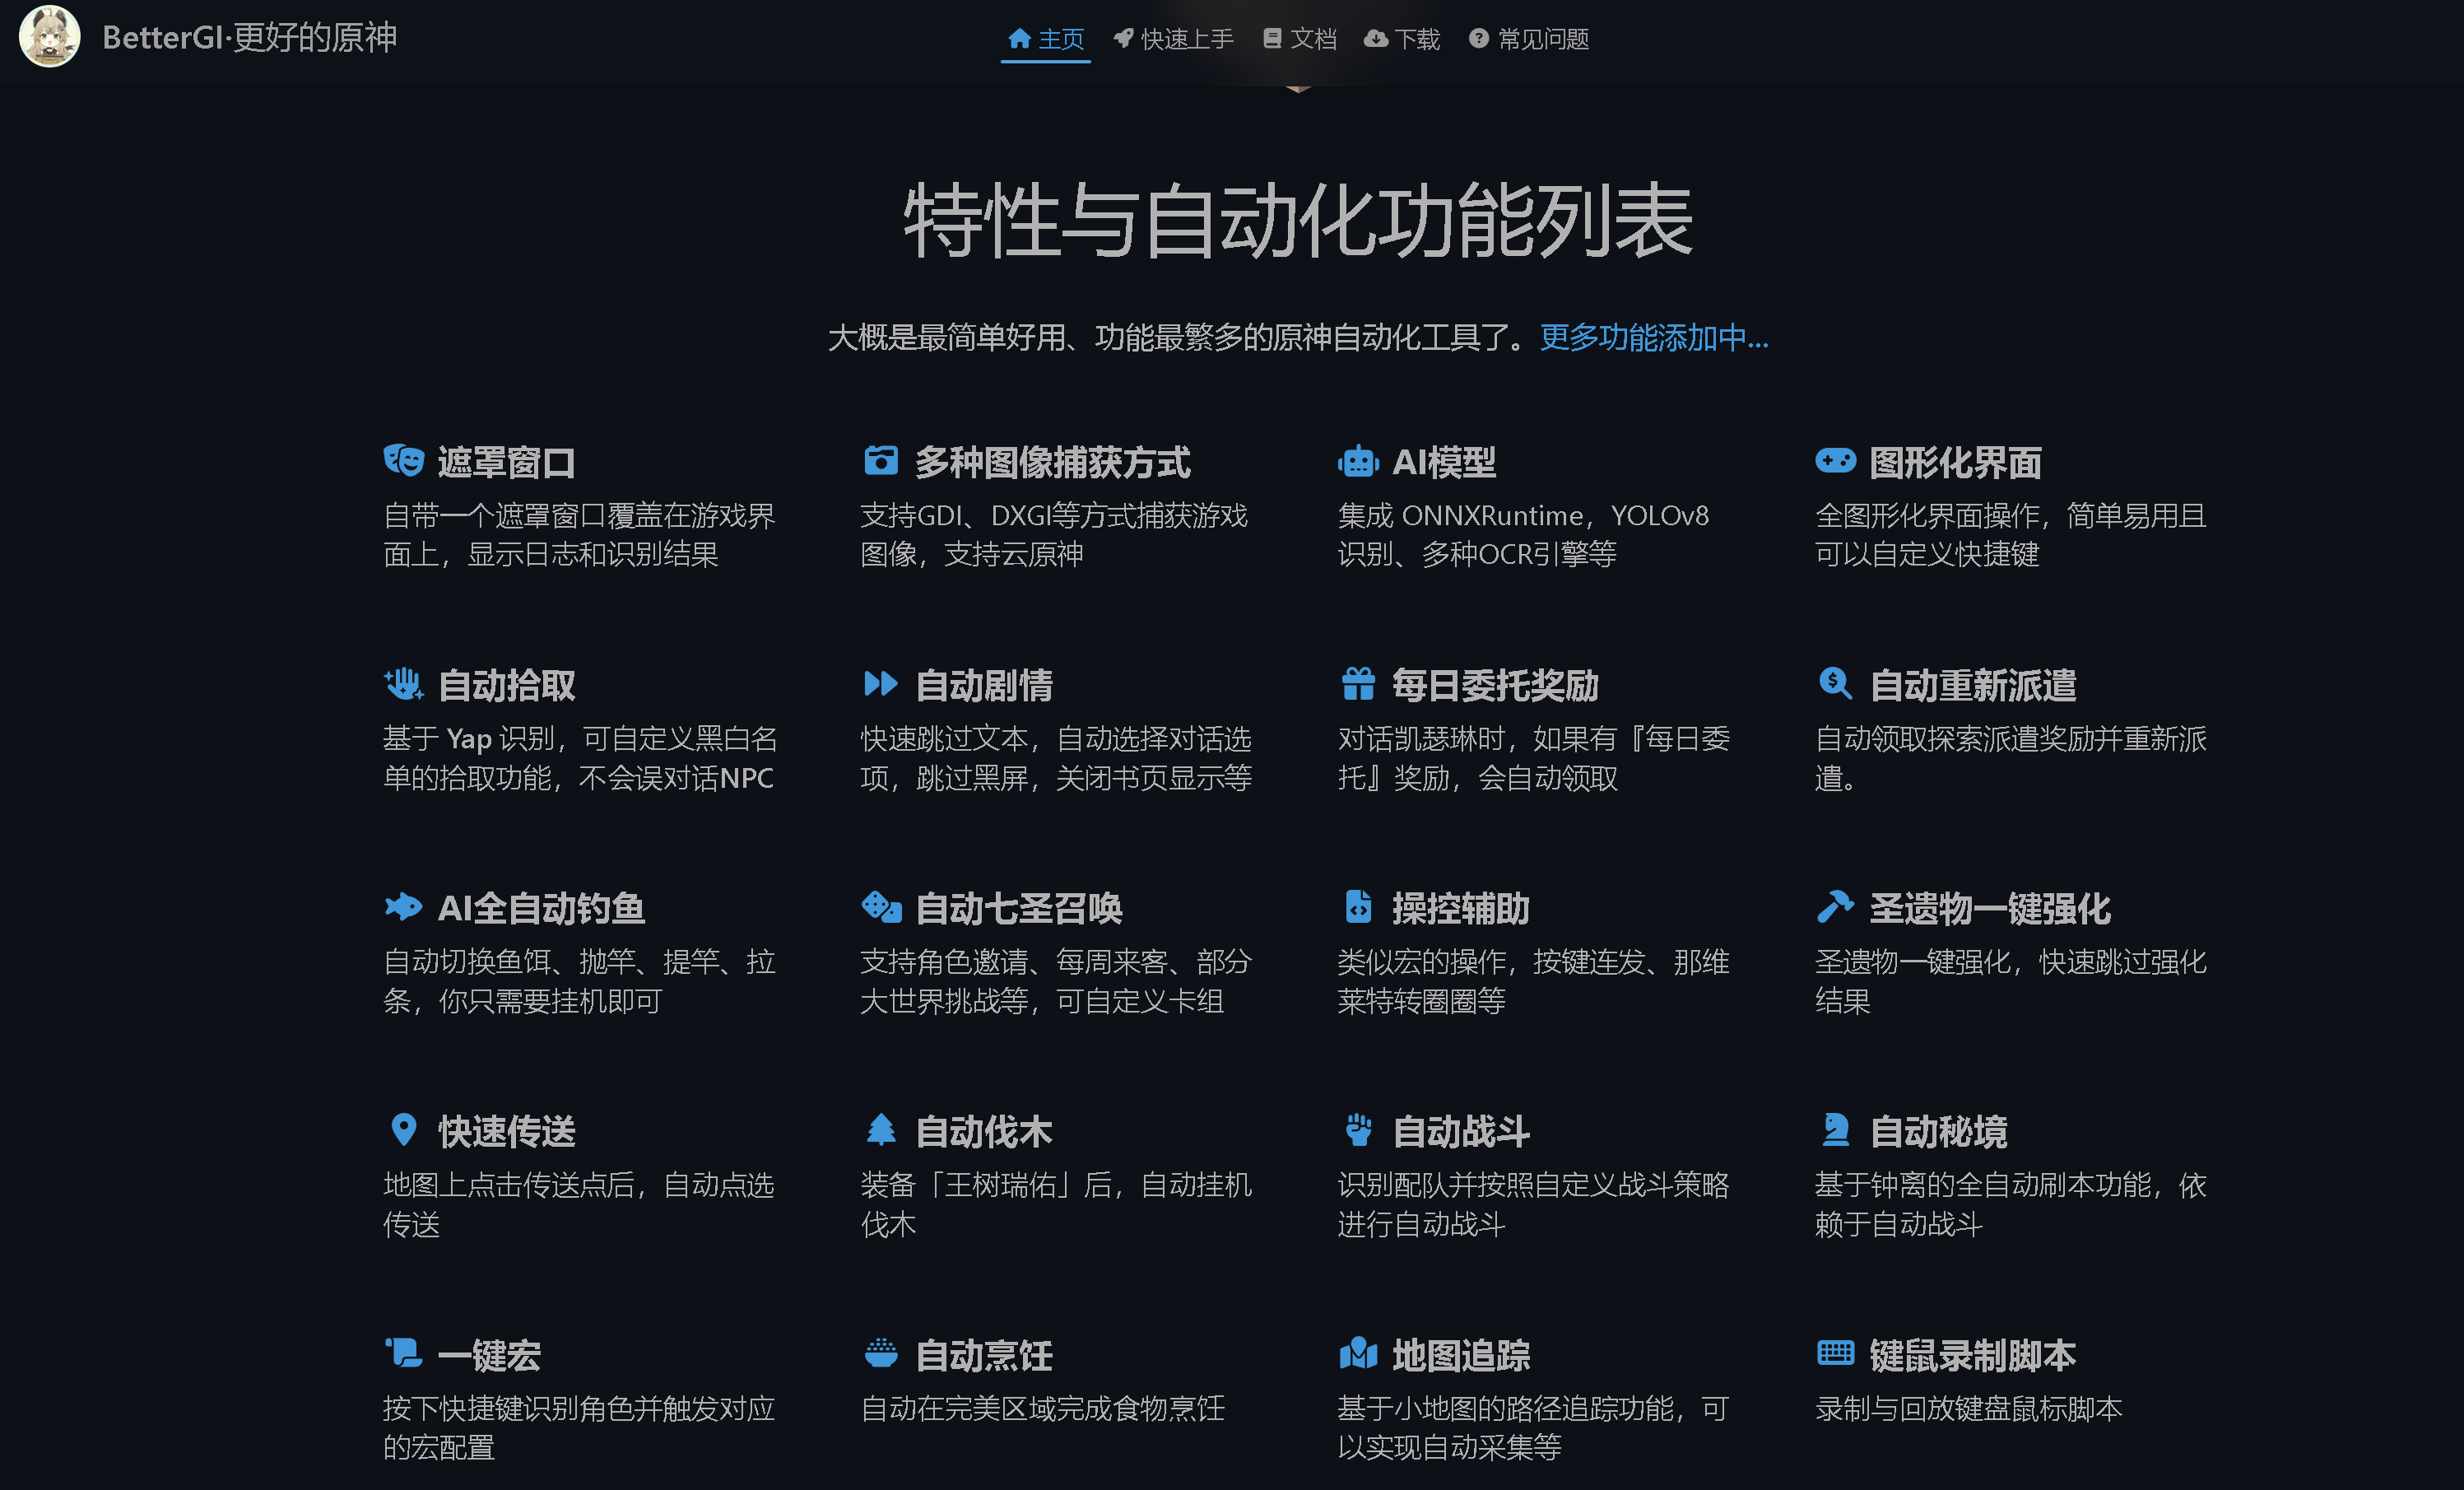 BetterGI·更好的原神
主页 快速上手 文档 下载 常见问题
特性与自动化功能列表
大概是最简单好用、功能最繁多的原神自动化工具了。更多功能添加中...
遮罩窗口
自带一个遮罩窗口覆盖在游戏界
面上，显示日志和识别结果
多种图像捕获方式
支持GDI、DXGI等方式捕获游戏
图像，支持云原神
AI模型
集成 ONNXRuntime，YOLOv8
识别、多种OCR引擎等
图形化界面
全图形化界面操作，简单易用且
可以自定义快捷键
自动拾取
基于 Yap 识别，可自定义黑白名
单的拾取功能，不会误对话NPC
自动剧情
快速跳过文本，自动选择对话选
项，跳过黑屏，关闭书页显示等
每日委托奖励
对话凯瑟琳时，如果有『每日委
托』奖励，会自动领取
自动重新派遣
自动领取探索派遣奖励并重新派
遣。
AI全自动钓鱼
自动切换鱼饵、抛竿、提竿、拉
条，你只需要挂机即可
自动七圣召唤
支持角色邀请、每周来客、部分
大世界挑战等，可自定义卡组
操控辅助
类似宏的操作，按键连发、那维
莱特转圈圈等
圣遗物一键强化
圣遗物一键强化，快速跳过强化
结果
快速传送
地图上点击传送点后，自动点选
传送
自动伐木
装备「王树瑞佑」后，自动挂机
伐木
自动战斗
识别配队并按照自定义战斗策略
进行自动战斗
自动秘境
基于钟离的全自动刷本功能，依
赖于自动战斗
一键宏
按下快捷键识别角色并触发对应
的宏配置
自动烹饪
自动在完美区域完成食物烹饪
地图追踪
基于小地图的路径追踪功能，可
以实现自动采集等
键鼠录制脚本
录制与回放键盘鼠标脚本